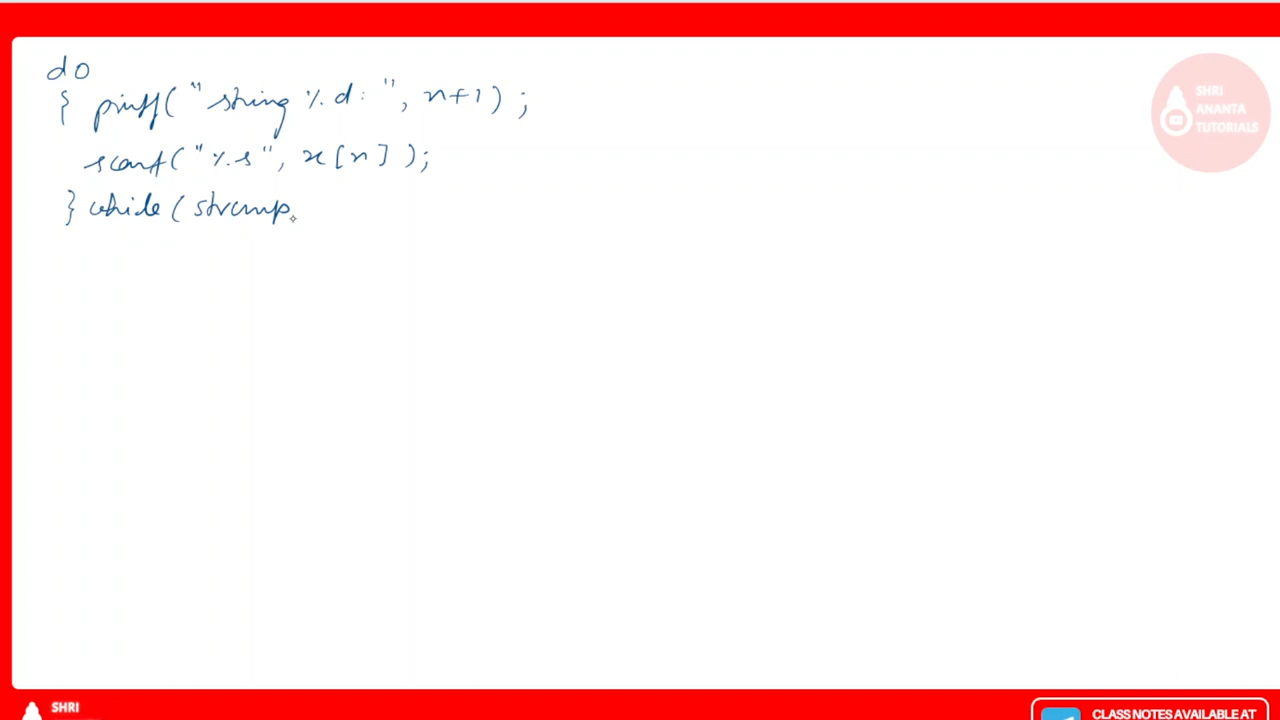 do
{ printf("string %d: ", n+1);
scanf("%s", x[n]);
} while (strcmp
SHRI
ANANTA
TUTORIALS
SHRI
CLASS NOTES AVAILABLE AT